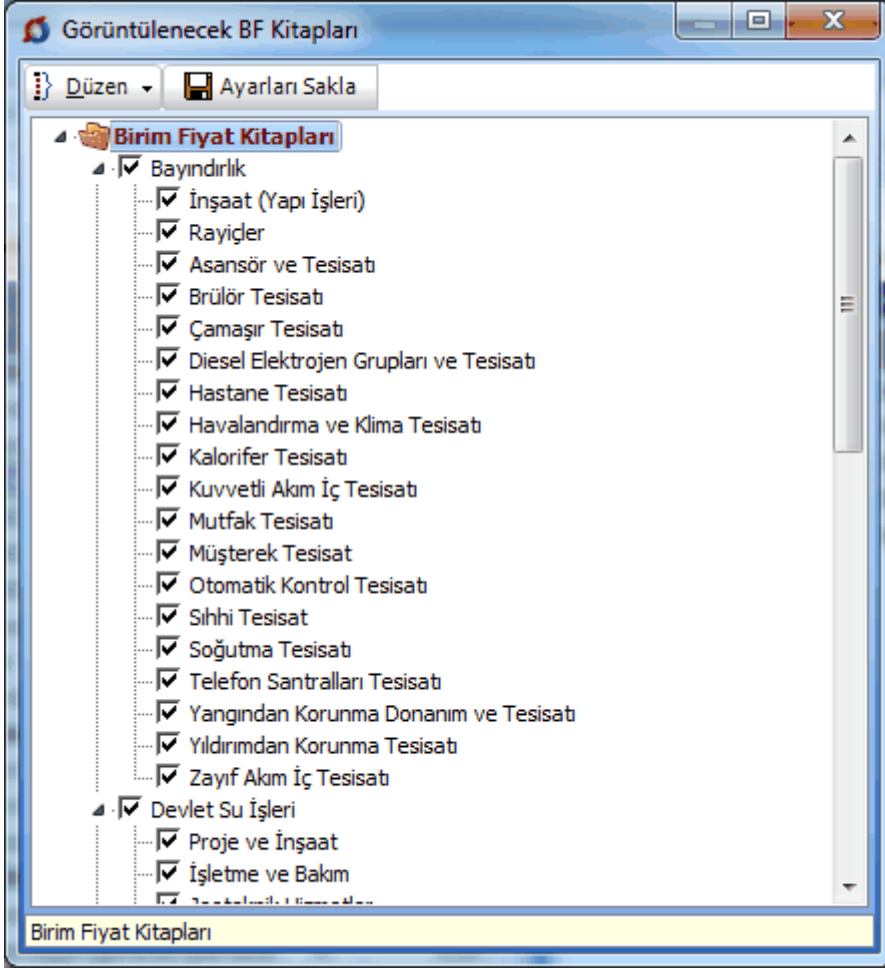 Görüntülenecek BF Kitapları
Düzen
Ayarları Sakla
Birim Fiyat Kitapları
Bayındırlık
İnşaat (Yapı İşleri)
Rayiçler
Asansör ve Tesisatı
Brülör Tesisatı
Çamaşır Tesisatı
Diesel Elektrojen Grupları ve Tesisatı
Hastane Tesisatı
Havalandırma ve Klima Tesisatı
Kalorifer Tesisatı
Kuvvetli Akım İç Tesisatı
Mutfak Tesisatı
Müşterek Tesisat
Otomatik Kontrol Tesisatı
Sıhhi Tesisat
Soğutma Tesisatı
Telefon Santralları Tesisatı
Yangından Korunma Donanım ve Tesisatı
Yıldırımdan Korunma Tesisatı
Zayıf Akım İç Tesisatı
Devlet Su İşleri
Proje ve İnşaat
İşletme ve Bakım
Birim Fiyat Kitapları